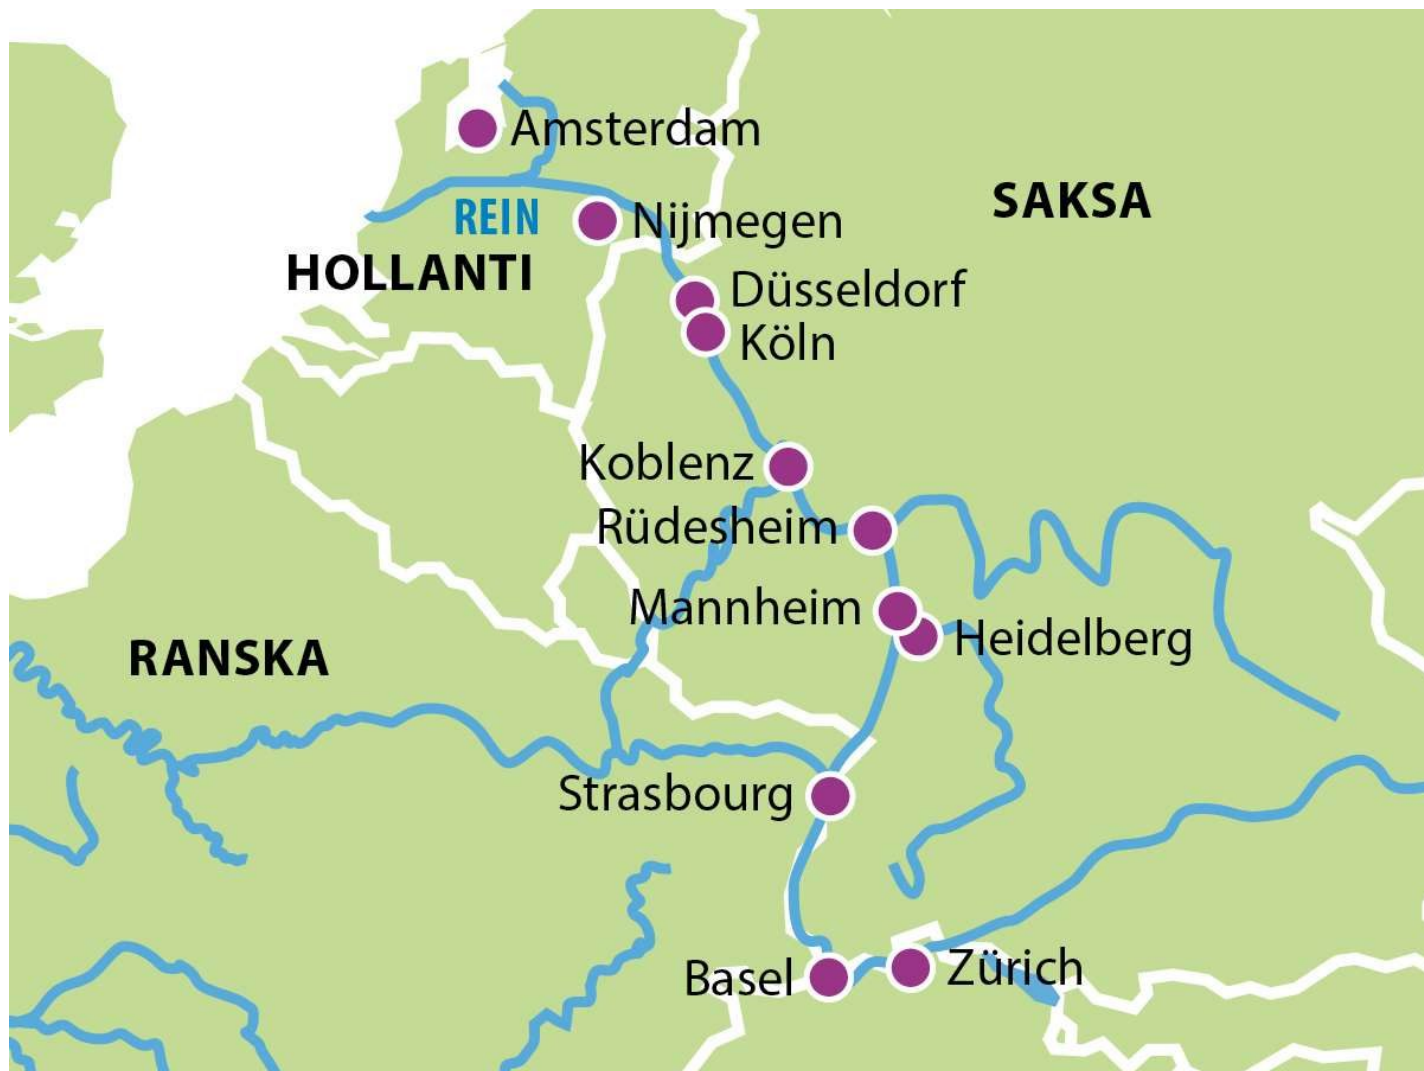 Amsterdam
SAKSA
REIN
Nijmegen
HOLLANTI
Düsseldorf
Köln
Koblenz
Rüdesheim
Mannheim
Heidelberg
RANSKA
Strasbourg
Basel
Zürich